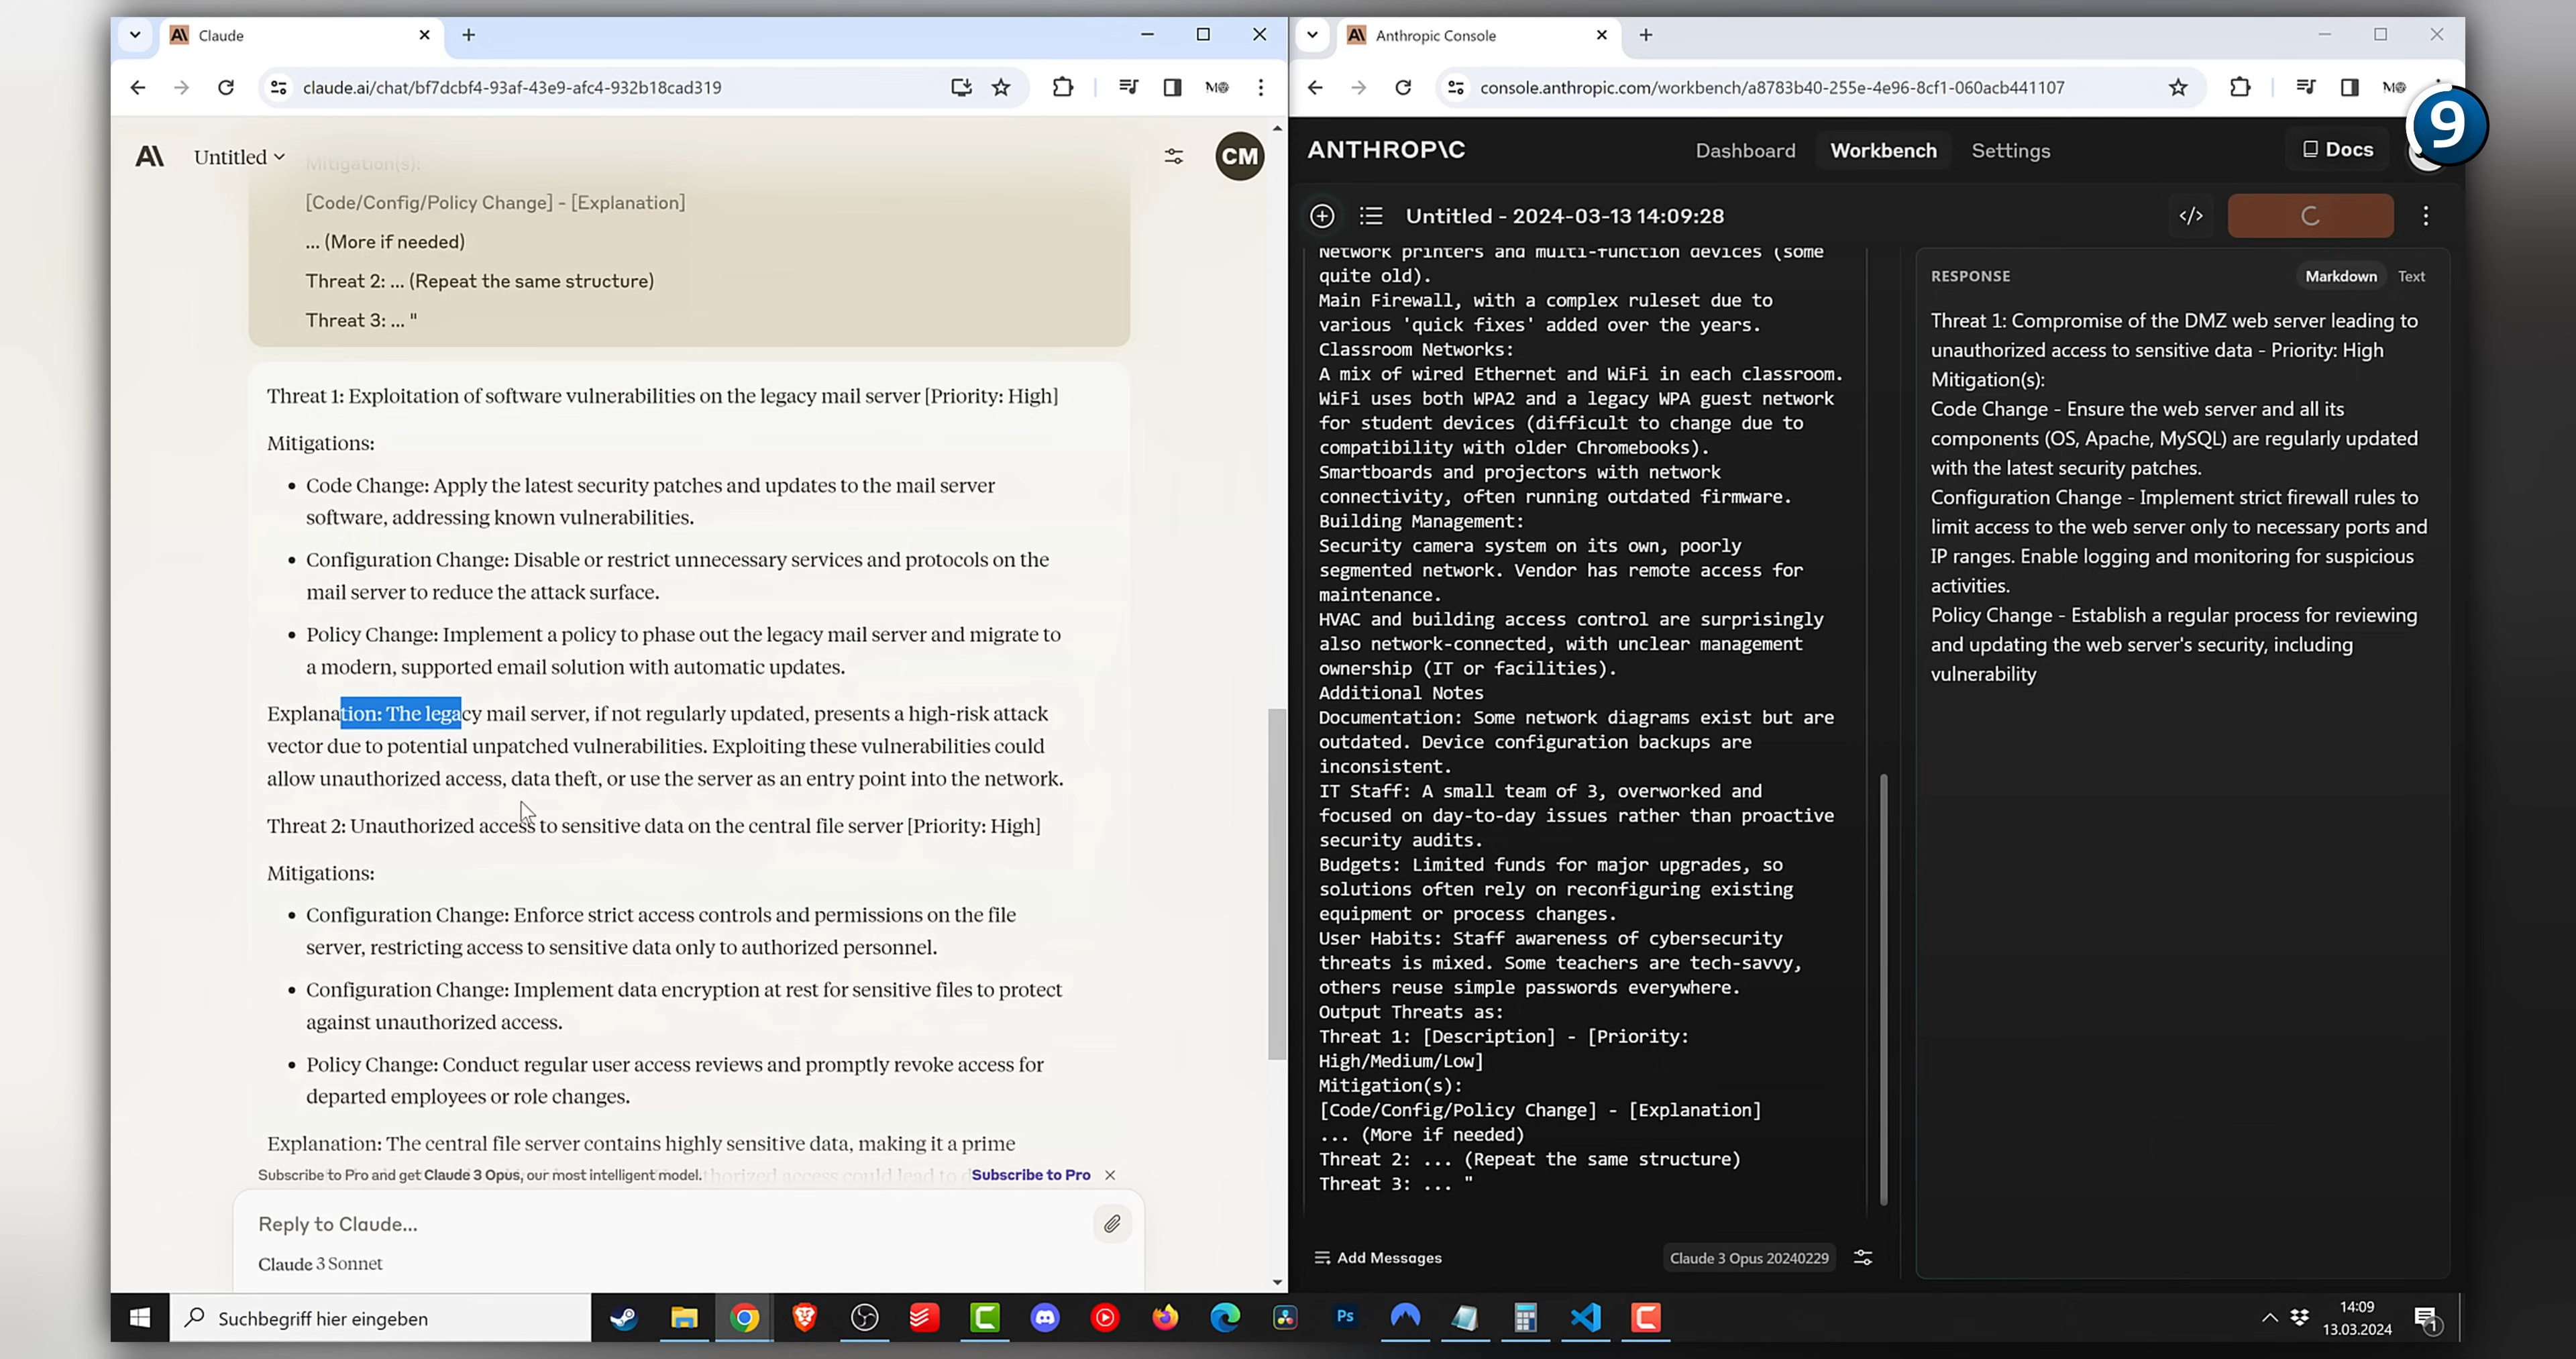 Claude
claude.ai/chat/bf7dcbf4-93af-43e9-afc4-932b18cad319
Untitled
CM
Mitigation(s):
[Code/Config/Policy Change] - [Explanation]
... (More if needed)
Threat 2: ... (Repeat the same structure)
Threat 3: ... "
Threat 1: Exploitation of software vulnerabilities on the legacy mail server [Priority: High]
Mitigations:
• Code Change: Apply the latest security patches and updates to the mail server
software, addressing known vulnerabilities.
• Configuration Change: Disable or restrict unnecessary services and protocols on the
mail server to reduce the attack surface.
• Policy Change: Implement a policy to phase out the legacy mail server and migrate to
a modern, supported email solution with automatic updates.
Explanation: The legacy mail server, if not regularly updated, presents a high-risk attack
vector due to potential unpatched vulnerabilities. Exploiting these vulnerabilities could
allow unauthorized access, data theft, or use the server as an entry point into the network.
Threat 2: Unauthorized access to sensitive data on the central file server [Priority: High]
Mitigations:
• Configuration Change: Enforce strict access controls and permissions on the file
server, restricting access to sensitive data only to authorized personnel.
• Configuration Change: Implement data encryption at rest for sensitive files to protect
against unauthorized access.
• Policy Change: Conduct regular user access reviews and promptly revoke access for
departed employees or role changes.
Explanation: The central file server contains highly sensitive data, making it a prime
Subscribe to Pro and get Claude 3 Opus, our most intelligent model.
Subscribe to Pro
Reply to Claude...
Claude 3 Sonnet
Anthropic Console
console.anthropic.com/workbench/a8783b40-255e-4e96-8cf1-060acb441107
9
ANTHROP\C
Dashboard
Workbench
Settings
Docs
Untitled - 2024-03-13 14:09:28
Network printers and multi-function devices (some
quite old).
Main Firewall, with a complex ruleset due to
various 'quick fixes' added over the years.
Classroom Networks:
A mix of wired Ethernet and WiFi in each classroom.
WiFi uses both WPA2 and a legacy WPA guest network
for student devices (difficult to change due to
compatibility with older Chromebooks).
Smartboards and projectors with network
connectivity, often running outdated firmware.
Building Management:
Security camera system on its own, poorly
segmented network. Vendor has remote access for
maintenance.
HVAC and building access control are surprisingly
also network-connected, with unclear management
ownership (IT or facilities).
Additional Notes
Documentation: Some network diagrams exist but are
outdated. Device configuration backups are
inconsistent.
IT Staff: A small team of 3, overworked and
focused on day-to-day issues rather than proactive
security audits.
Budgets: Limited funds for major upgrades, so
solutions often rely on reconfiguring existing
equipment or process changes.
User Habits: Staff awareness of cybersecurity
threats is mixed. Some teachers are tech-savvy,
others reuse simple passwords everywhere.
Output Threats as:
Threat 1: [Description] - [Priority:
High/Medium/Low]
Mitigation(s):
[Code/Config/Policy Change] - [Explanation]
... (More if needed)
Threat 2: ... (Repeat the same structure)
Threat 3: ... "
Add Messages
Claude 3 Opus 20240229
RESPONSE
Markdown
Text
Threat 1: Compromise of the DMZ web server leading to
unauthorized access to sensitive data - Priority: High
Mitigation(s):
Code Change - Ensure the web server and all its
components (OS, Apache, MySQL) are regularly updated
with the latest security patches.
Configuration Change - Implement strict firewall rules to
limit access to the web server only to necessary ports and
IP ranges. Enable logging and monitoring for suspicious
activities.
Policy Change - Establish a regular process for reviewing
and updating the web server's security, including
vulnerability
Suchbegriff hier eingeben
Ps
14:09
13.03.2024
1